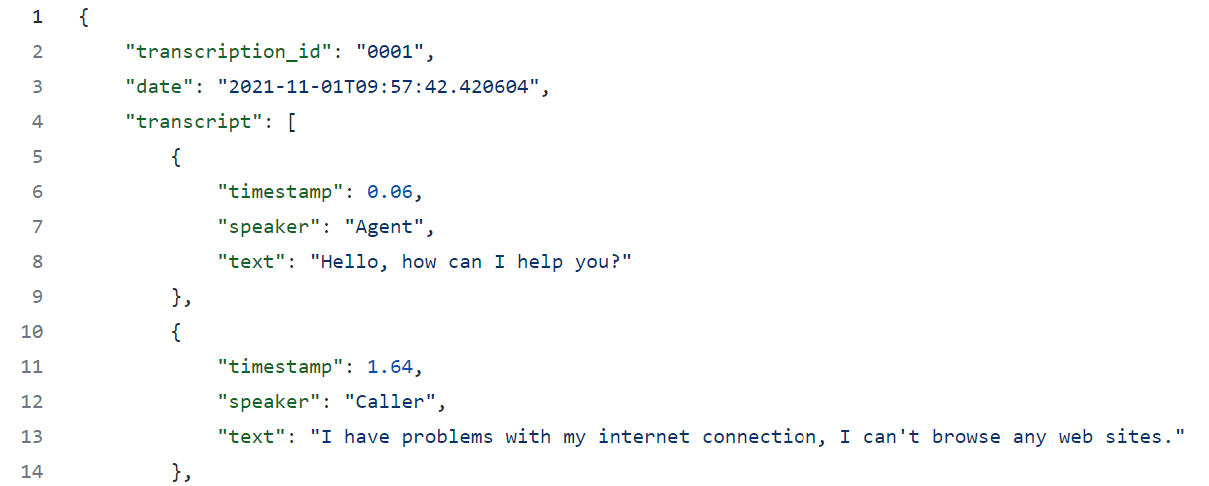 1 {
2     "transcription_id": "0001",
3     "date": "2021-11-01T09:57:42.420604",
4     "transcript": [
5         {
6             "timestamp": 0.06,
7             "speaker": "Agent",
8             "text": "Hello, how can I help you?"
9         },
10         {
11             "timestamp": 1.64,
12             "speaker": "Caller",
13             "text": "I have problems with my internet connection, I can't browse any web sites."
14         },